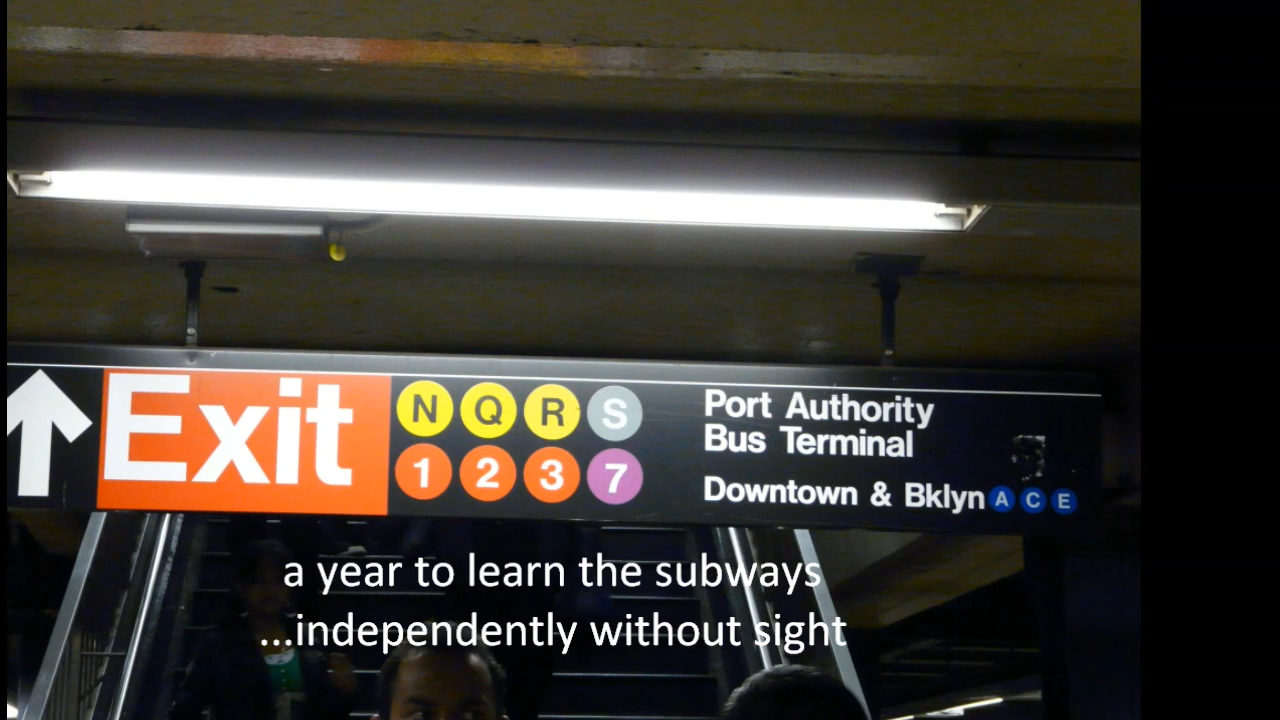 Exit
N Q R S
1 2 3 7
Port Authority
Bus Terminal
Downtown & Bklyn A C E
a year to learn the subways
...independently without sight